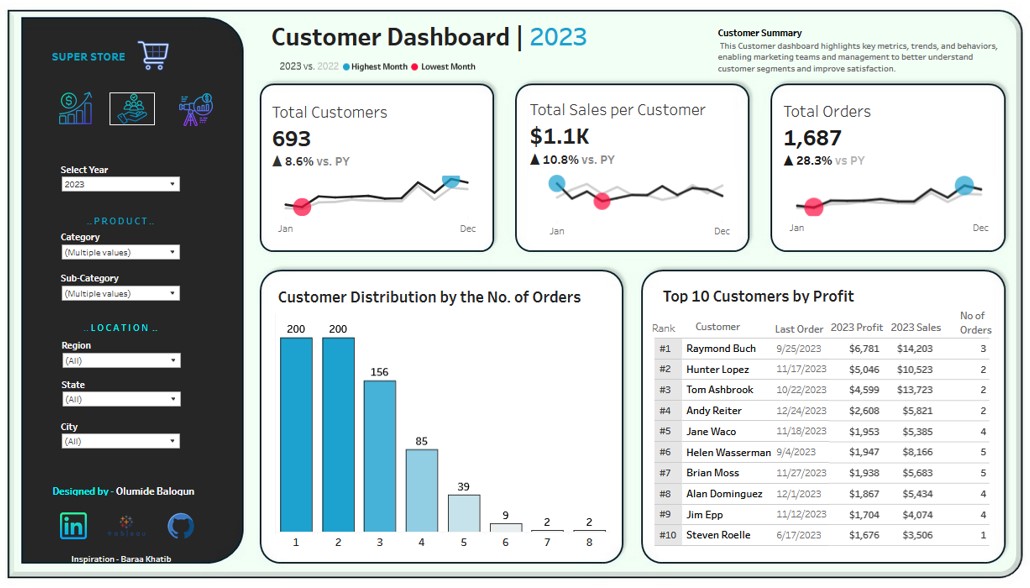 SUPER STORE
Select Year
2023
..PRODUCT..
Category
(Multiple values)
Sub-Category
(Multiple values)
..LOCATION ..
Region
(All)
State
(All)
City
(All)
Designed by - Olumide Balogun
in
Inspiration - Baraa Khatib
Customer Dashboard | 2023
2023 vs. 2022 Highest Month Lowest Month
Customer Summary
This Customer dashboard highlights key metrics, trends, and behaviors,
enabling marketing teams and management to better understand
customer segments and improve satisfaction.
Total Customers
693
▲ 8.6% vs. PY
Jan Dec
Total Sales per Customer
$1.1K
▲ 10.8% vs. PY
Jan Dec
Total Orders
1,687
▲ 28.3% vs PY
Jan Dec
Customer Distribution by the No. of Orders
200 200 156 85 39 9 2 2
1 2 3 4 5 6 7 8
Top 10 Customers by Profit
Rank Customer Last Order 2023 Profit 2023 Sales No of Orders
#1 Raymond Buch 9/25/2023 $6,781 $14,203 3
#2 Hunter Lopez 11/17/2023 $5,046 $10,523 2
#3 Tom Ashbrook 10/22/2023 $4,599 $13,723 2
#4 Andy Reiter 12/24/2023 $2,608 $5,821 2
#5 Jane Waco 11/18/2023 $1,953 $5,385 4
#6 Helen Wasserman 9/4/2023 $1,947 $8,166 5
#7 Brian Moss 11/27/2023 $1,938 $5,683 5
#8 Alan Dominguez 12/1/2023 $1,867 $5,434 4
#9 Jim Epp 11/12/2023 $1,704 $4,074 4
#10 Steven Roelle 6/17/2023 $1,676 $3,506 1